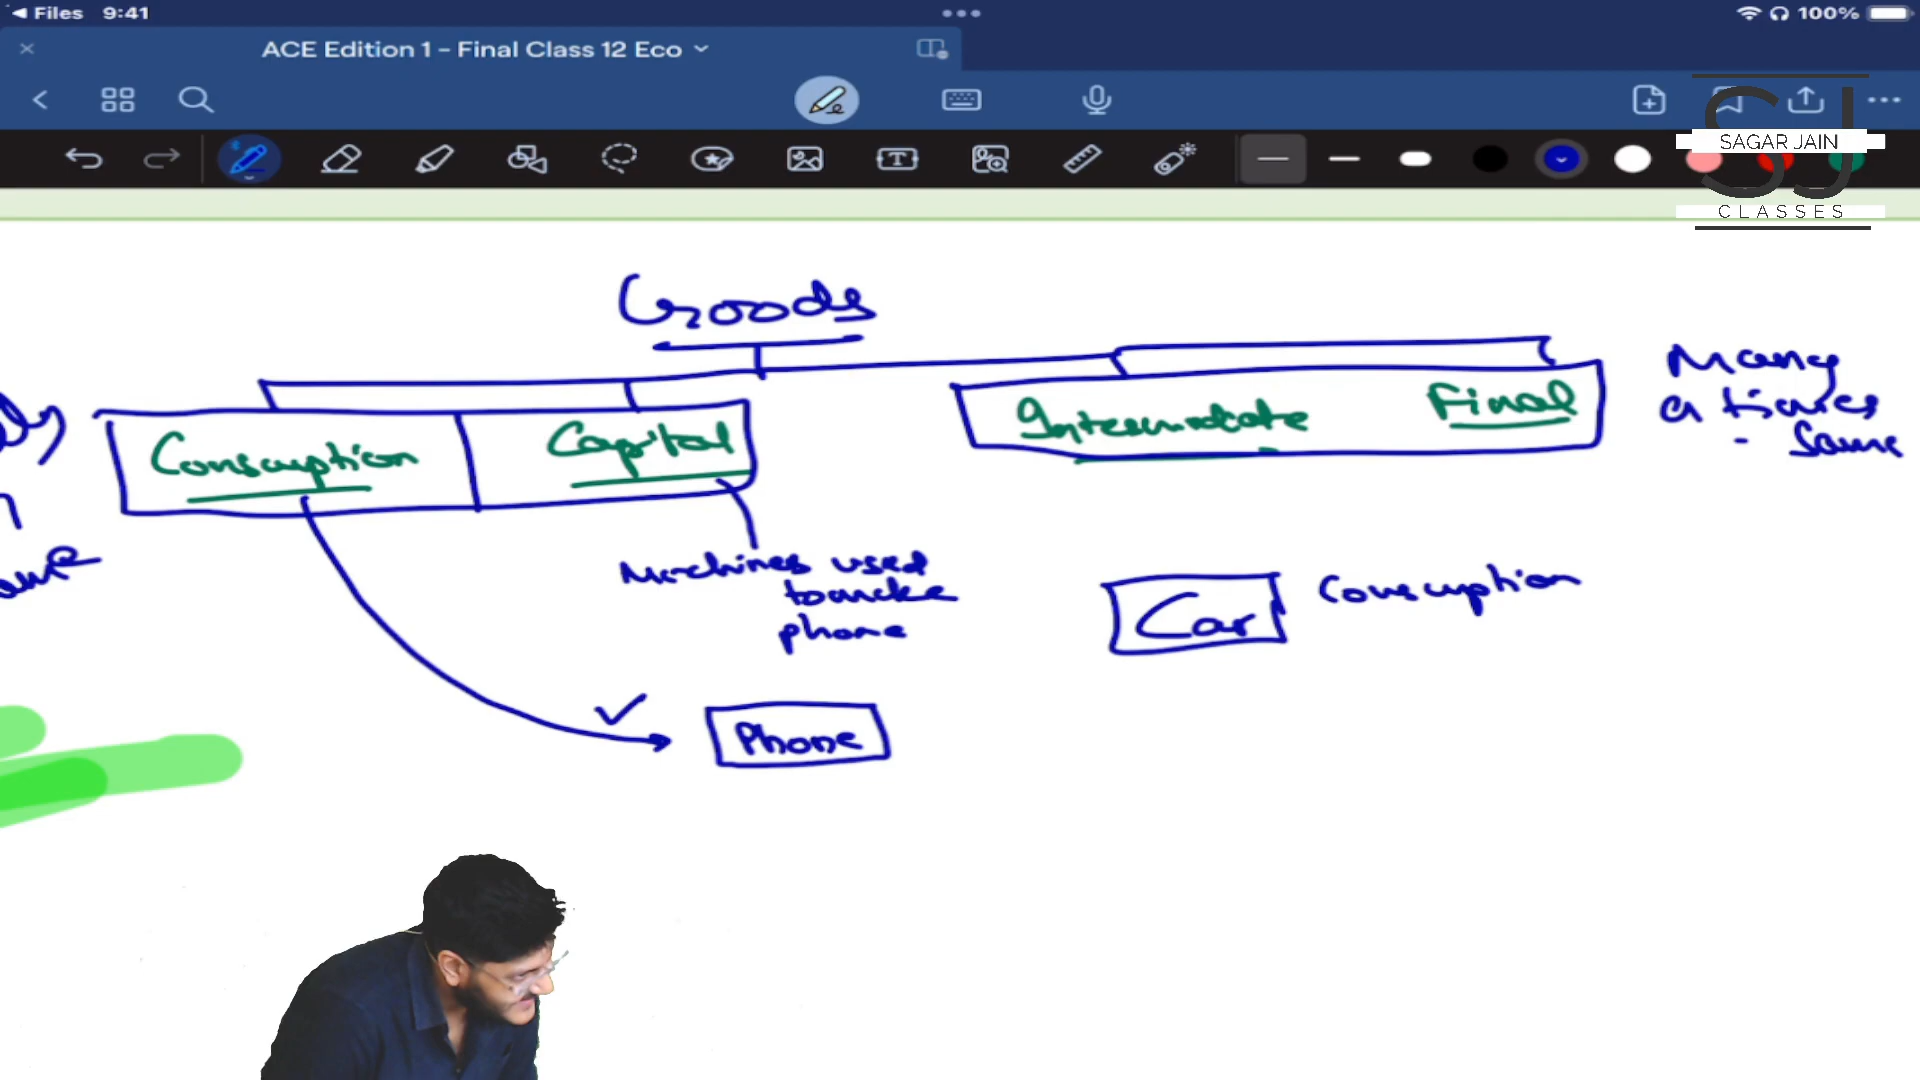 Files 9:41
100%
ACE Edition 1 - Final Class 12 Eco
SAGAR JAIN
CLASSES
Goods
Consumption
Capital
Intermediate
Final
Many
a times
same
Machines used
to make
phone
Car
Consumption
Phone